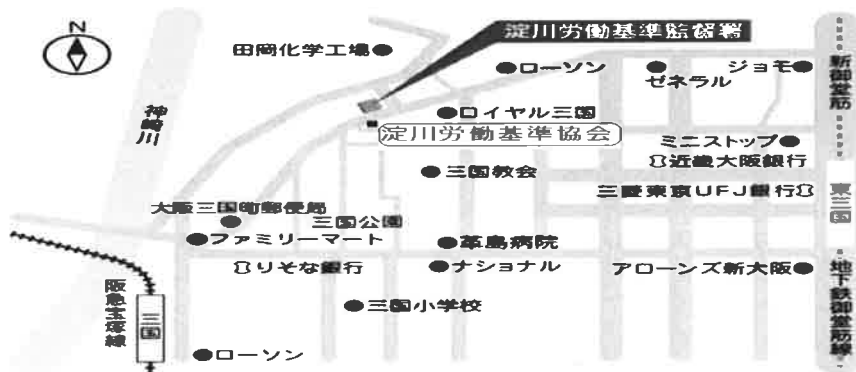 N
淀川労働基準監督署
田岡化学工場
ローソン
ゼネラル
ジョモ
新御堂筋
神崎川
ロイヤル三国
淀川労働基準協会
ミニストップ
近畿大阪銀行
三国教会
三菱東京UFJ銀行
東三国
大阪三国町郵便局
三国公園
ファミリーマート
革島病院
りそな銀行
ナショナル
アローンズ新大阪
地下鉄御堂筋線
阪急宝塚線
三国
三国小学校
ローソン